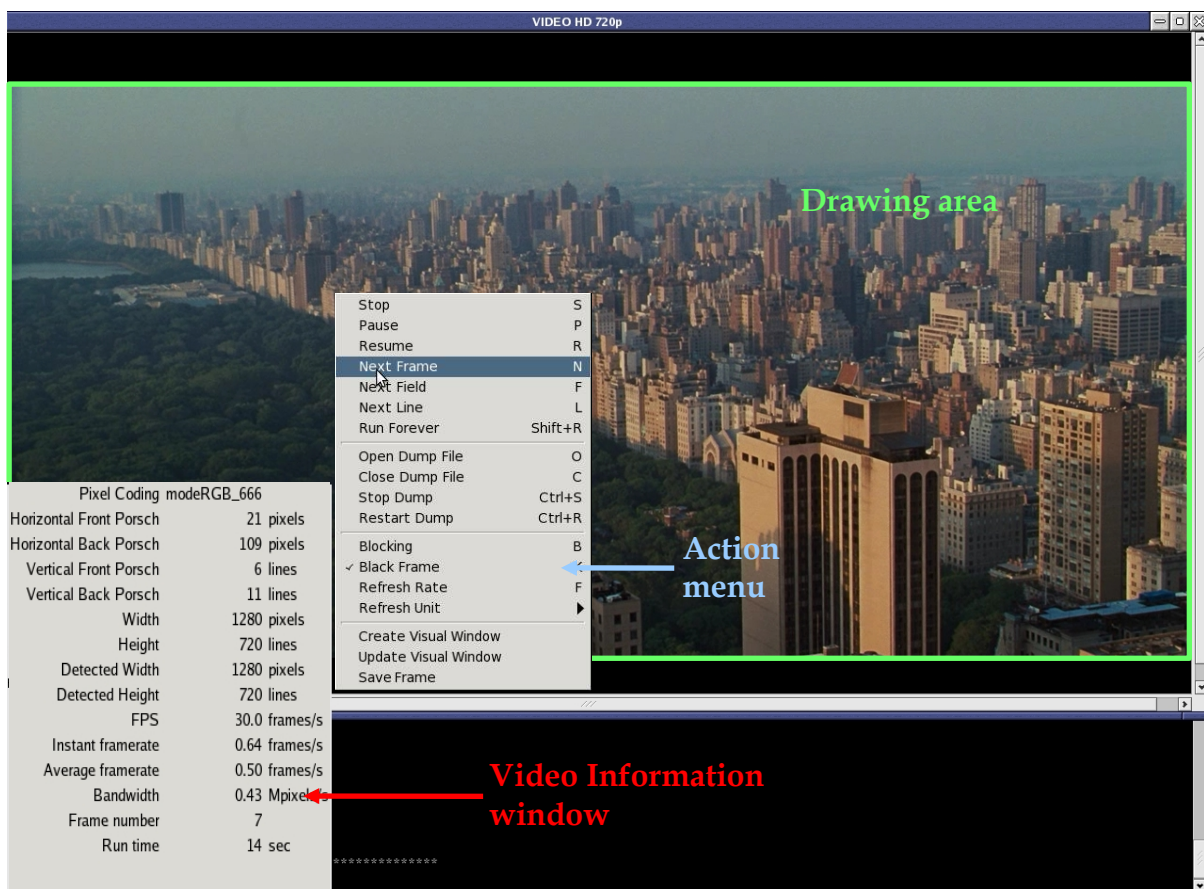 VIDEO HD 720p
Drawing area
Stop S
Pause P
Resume R
Next Frame N
Next Field F
Next Line L
Run Forever Shift+R
Open Dump File O
Close Dump File C
Stop Dump Ctrl+S
Restart Dump Ctrl+R
Blocking B
✓ Black Frame
Refresh Rate F
Refresh Unit
Create Visual Window
Update Visual Window
Save Frame
Action
menu
Pixel Coding modeRGB_666
Horizontal Front Porsch 21 pixels
Horizontal Back Porsch 109 pixels
Vertical Front Porsch 6 lines
Vertical Back Porsch 11 lines
Width 1280 pixels
Height 720 lines
Detected Width 1280 pixels
Detected Height 720 lines
FPS 30.0 frames/s
Instant framerate 0.64 frames/s
Average framerate 0.50 frames/s
Bandwidth 0.43 Mpixels/s
Frame number 7
Run time 14 sec
Video Information
window
**************